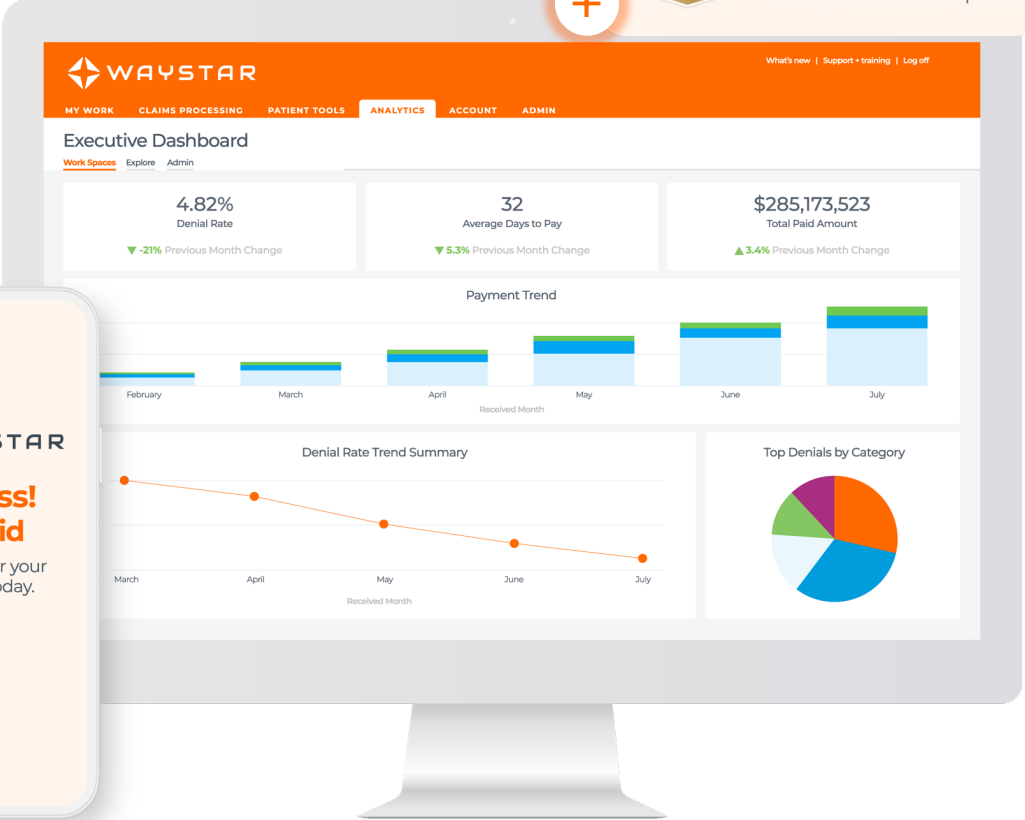 WAYSTAR
What's new | Support + training | Log off
MY WORK CLAIMS PROCESSING PATIENT TOOLS ANALYTICS ACCOUNT ADMIN
Executive Dashboard
Work Spaces Explore Admin
4.82%
Denial Rate
▼ -21% Previous Month Change
32
Average Days to Pay
▼ 5.3% Previous Month Change
$285,173,523
Total Paid Amount
▲ 3.4% Previous Month Change
Payment Trend
February March April May June July
Received Month
Denial Rate Trend Summary
March April May June July
Received Month
Top Denials by Category
STAR
ss!
id
r your
oday.